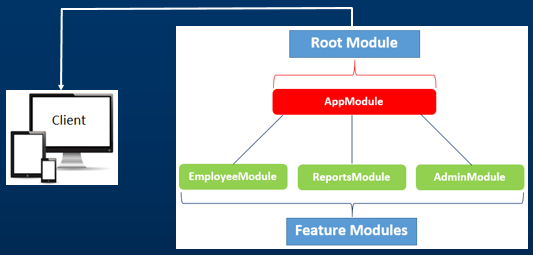 Root Module
Client
AppModule
EmployeeModule
ReportsModule
AdminModule
Feature Modules